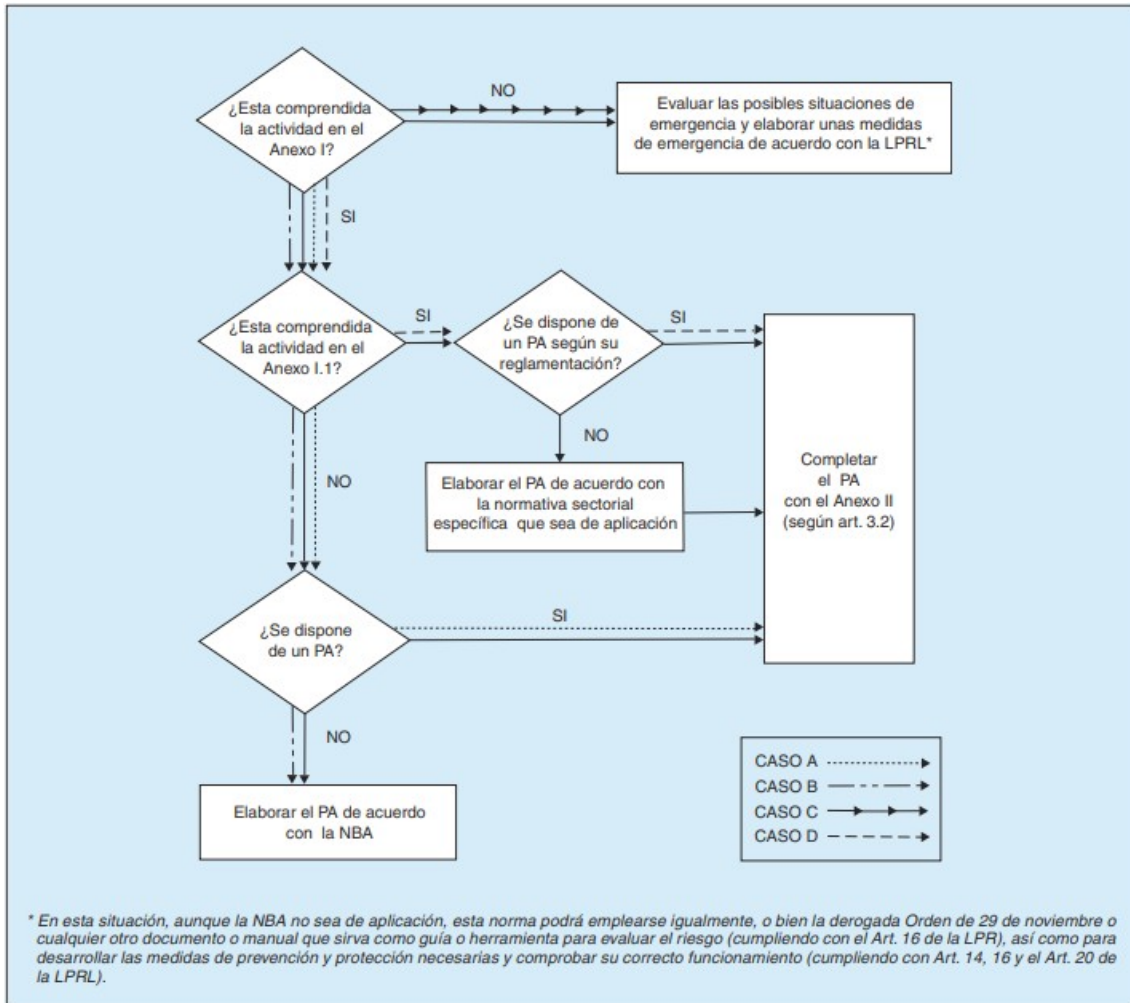 ¿Esta comprendida
la actividad en el
Anexo I?
NO
Evaluar las posibles situaciones de
emergencia y elaborar unas medidas
de emergencia de acuerdo con la LPRL*
SI
¿Esta comprendida
la actividad en el
Anexo I.1?
SI
¿Se dispone de
un PA según su
reglamentación?
SI
NO
Elaborar el PA de acuerdo con
la normativa sectorial
específica que sea de aplicación
Completar
el PA
con el Anexo II
(según art. 3.2)
NO
¿Se dispone
de un PA?
SI
NO
Elaborar el PA de acuerdo
con la NBA
CASO A
CASO B
CASO C
CASO D
* En esta situación, aunque la NBA no sea de aplicación, esta norma podrá emplearse igualmente, o bien la derogada Orden de 29 de noviembre o
cualquier otro documento o manual que sirva como guía o herramienta para evaluar el riesgo (cumpliendo con el Art. 16 de la LPR), así como para
desarrollar las medidas de prevención y protección necesarias y comprobar su correcto funcionamiento (cumpliendo con Art. 14, 16 y el Art. 20 de
la LPRL).